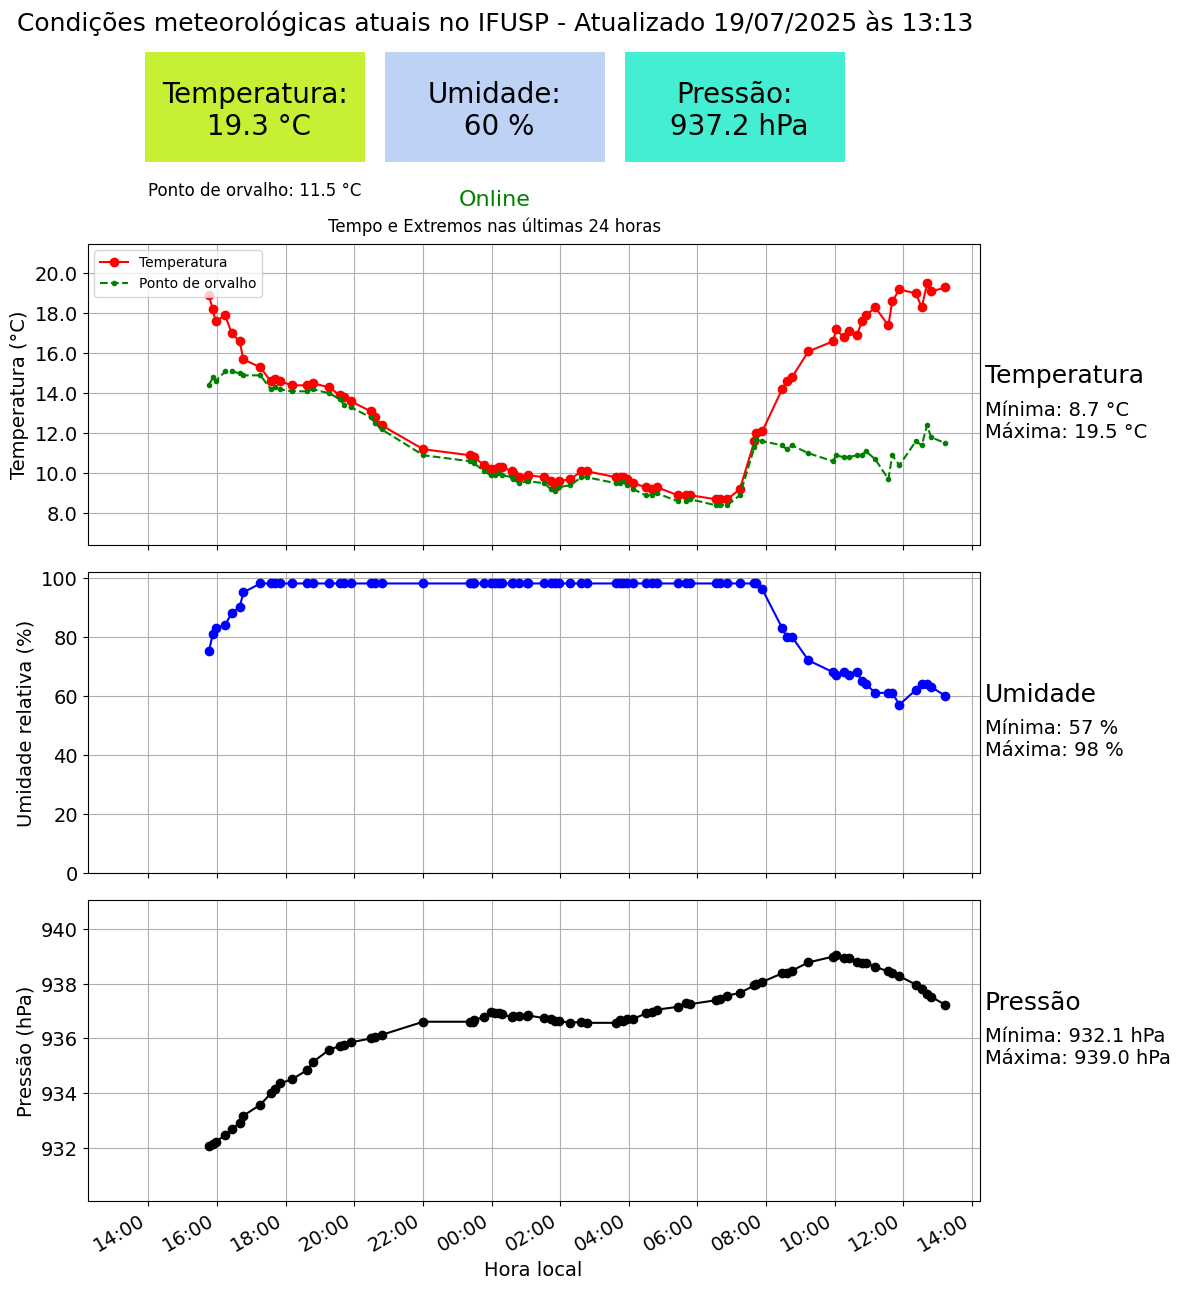 Condições meteorológicas atuais no IFUSP - Atualizado 19/07/2025 às 13:13
Temperatura:
19.3 °C
Umidade:
60 %
Pressão:
937.2 hPa
Ponto de orvalho: 11.5 °C
Online
Tempo e Extremos nas últimas 24 horas
Temperatura
Ponto de orvalho
Temperatura (°C)
20.0
18.0
16.0
14.0
12.0
10.0
8.0
Temperatura
Mínima: 8.7 °C
Máxima: 19.5 °C
Umidade relativa (%)
100
80
60
40
20
0
Umidade
Mínima: 57 %
Máxima: 98 %
Pressão (hPa)
940
938
936
934
932
Pressão
Mínima: 932.1 hPa
Máxima: 939.0 hPa
14:00 16:00 18:00 20:00 22:00 00:00 02:00 04:00 06:00 08:00 10:00 12:00 14:00
Hora local